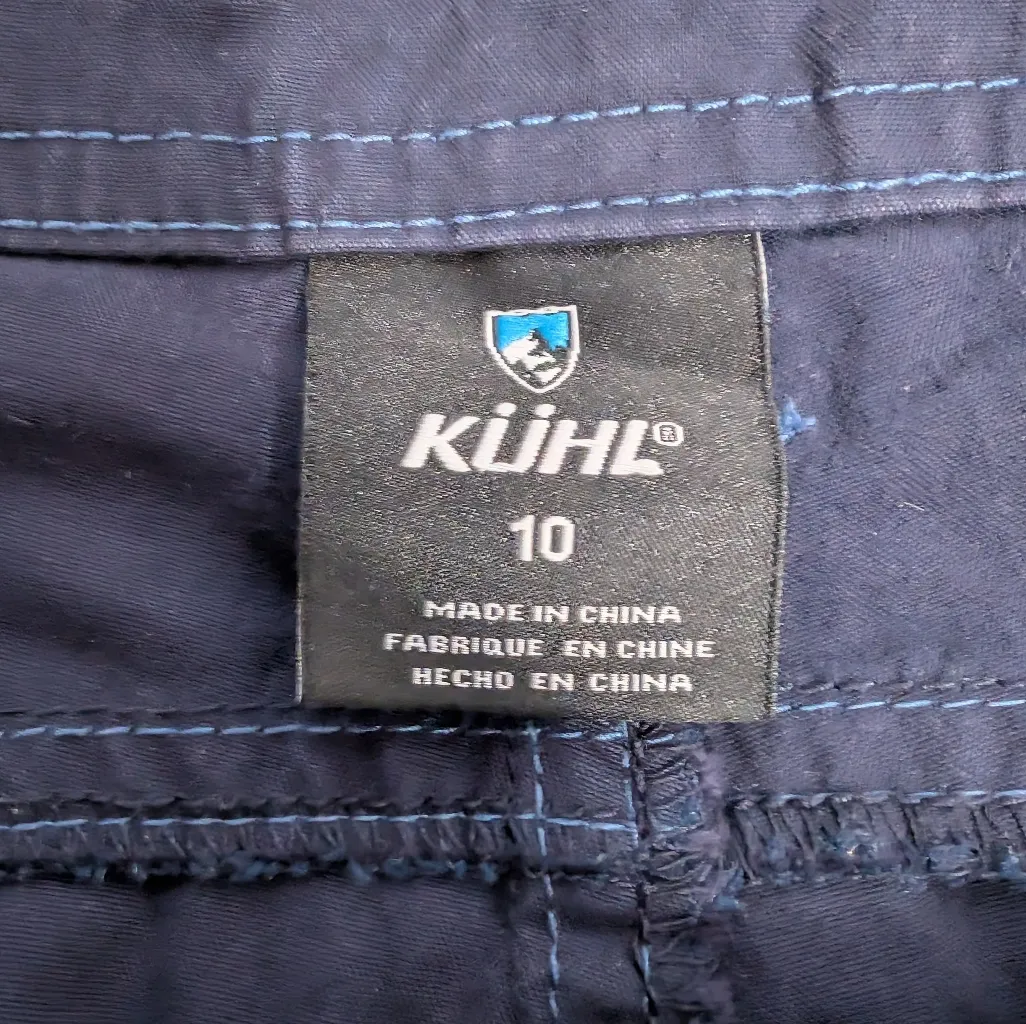 KÜHL®
10
MADE IN CHINA
FABRIQUE EN CHINE
HECHO EN CHINA